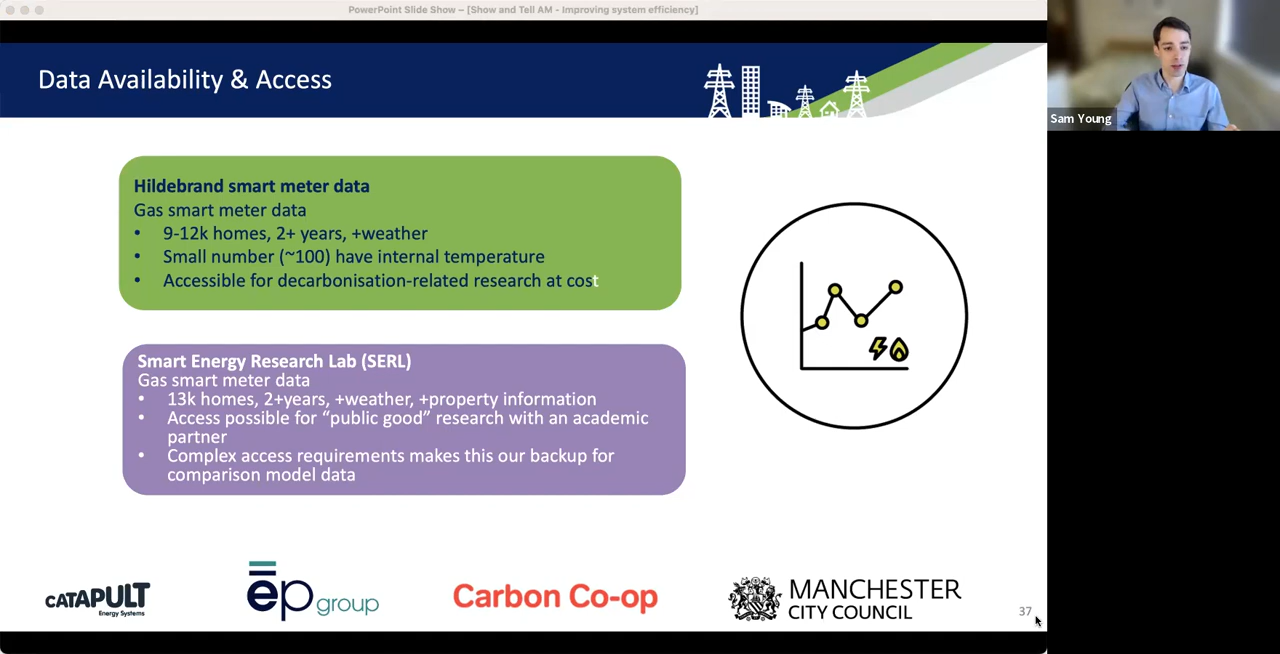 PowerPoint Slide Show – [Show and Tell AM - Improving system efficiency]
Data Availability & Access
Sam Young
Hildebrand smart meter data
Gas smart meter data
• 9-12k homes, 2+ years, +weather
• Small number (~100) have internal temperature
• Accessible for decarbonisation-related research at cost
Smart Energy Research Lab (SERL)
Gas smart meter data
• 13k homes, 2+years, +weather, +property information
• Access possible for “public good” research with an academic
partner
• Complex access requirements makes this our backup for
comparison model data
CATAPULT
Energy Systems
ēp group
Carbon Co-op
MANCHESTER
CITY COUNCIL
37